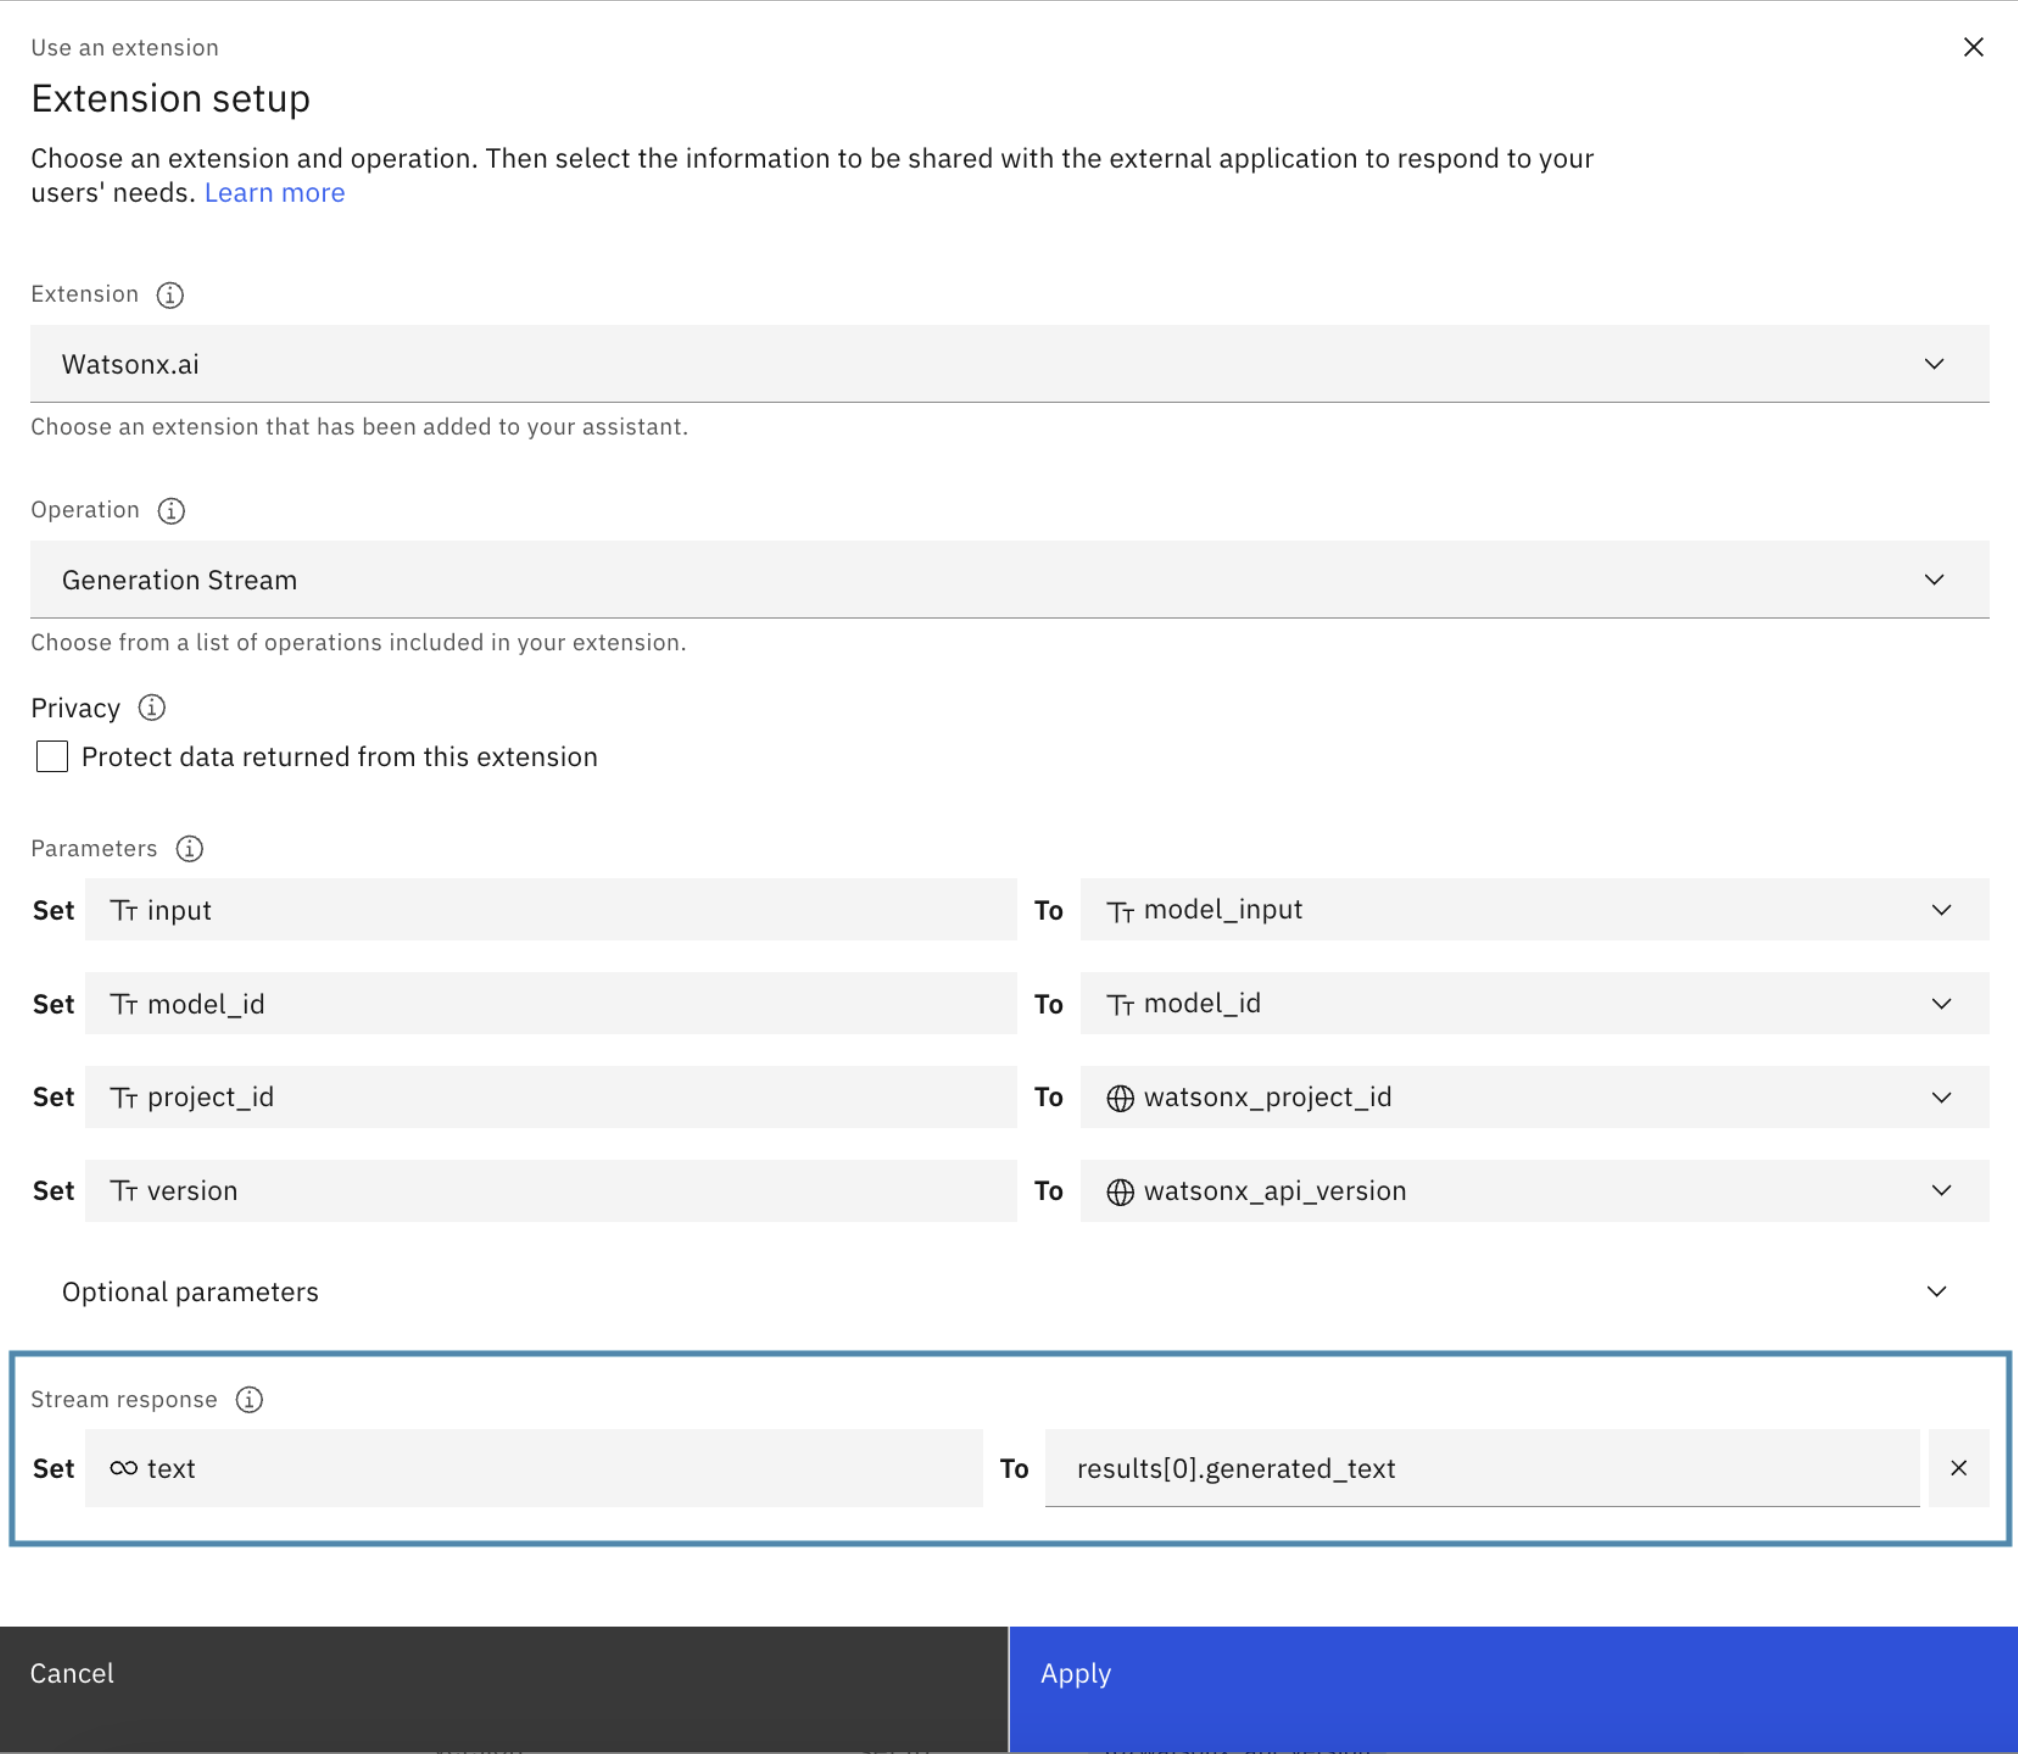 Use an extension
Extension setup
Choose an extension and operation. Then select the information to be shared with the external application to respond to your
users' needs. Learn more
Extension
Watsonx.ai
Choose an extension that has been added to your assistant.
Operation
Generation Stream
Choose from a list of operations included in your extension.
Privacy
Protect data returned from this extension
Parameters
Set input To model_input
Set model_id To model_id
Set project_id To watsonx_project_id
Set version To watsonx_api_version
Optional parameters
Stream response
Set text To results[0].generated_text
Cancel Apply